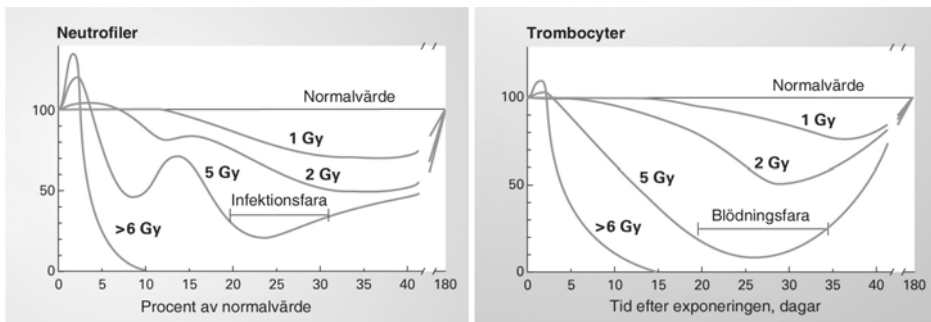 Neutrofiler
100
50
0
Normalvärde
1 Gy
2 Gy
5 Gy
Infektionsfara
>6 Gy
0 5 10 15 20 25 30 35 40 180
Procent av normalvärde
Trombocyter
100
50
0
Normalvärde
1 Gy
2 Gy
5 Gy
Blödningsfara
>6 Gy
0 5 10 15 20 25 30 35 40 180
Tid efter exponeringen, dagar